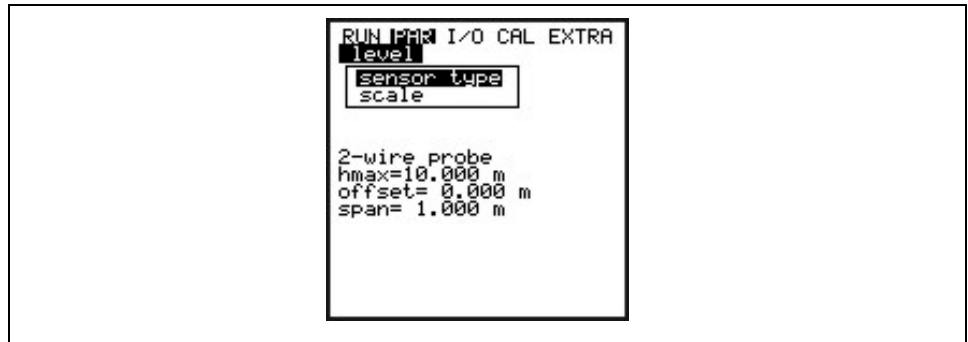 RUN PAR I/O CAL EXTRA
level
sensor type
scale
2-wire probe
hmax=10.000 m
offset= 0.000 m
span= 1.000 m